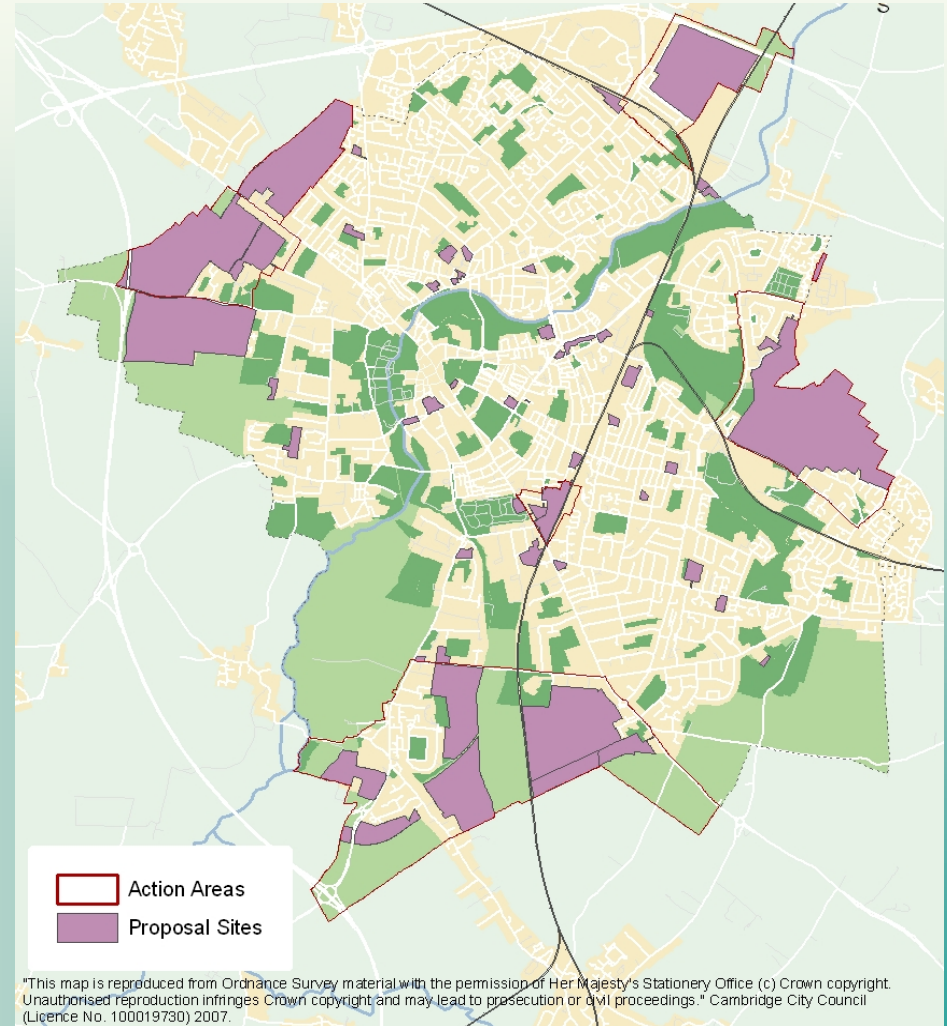 Action Areas
Proposal Sites
"This map is reproduced from Ordnance Survey material with the permission of Her Majesty's Stationery Office (c) Crown copyright.
Unauthorised reproduction infringes Crown copyright and may lead to prosecution or civil proceedings." Cambridge City Council
(Licence No. 100019730) 2007.